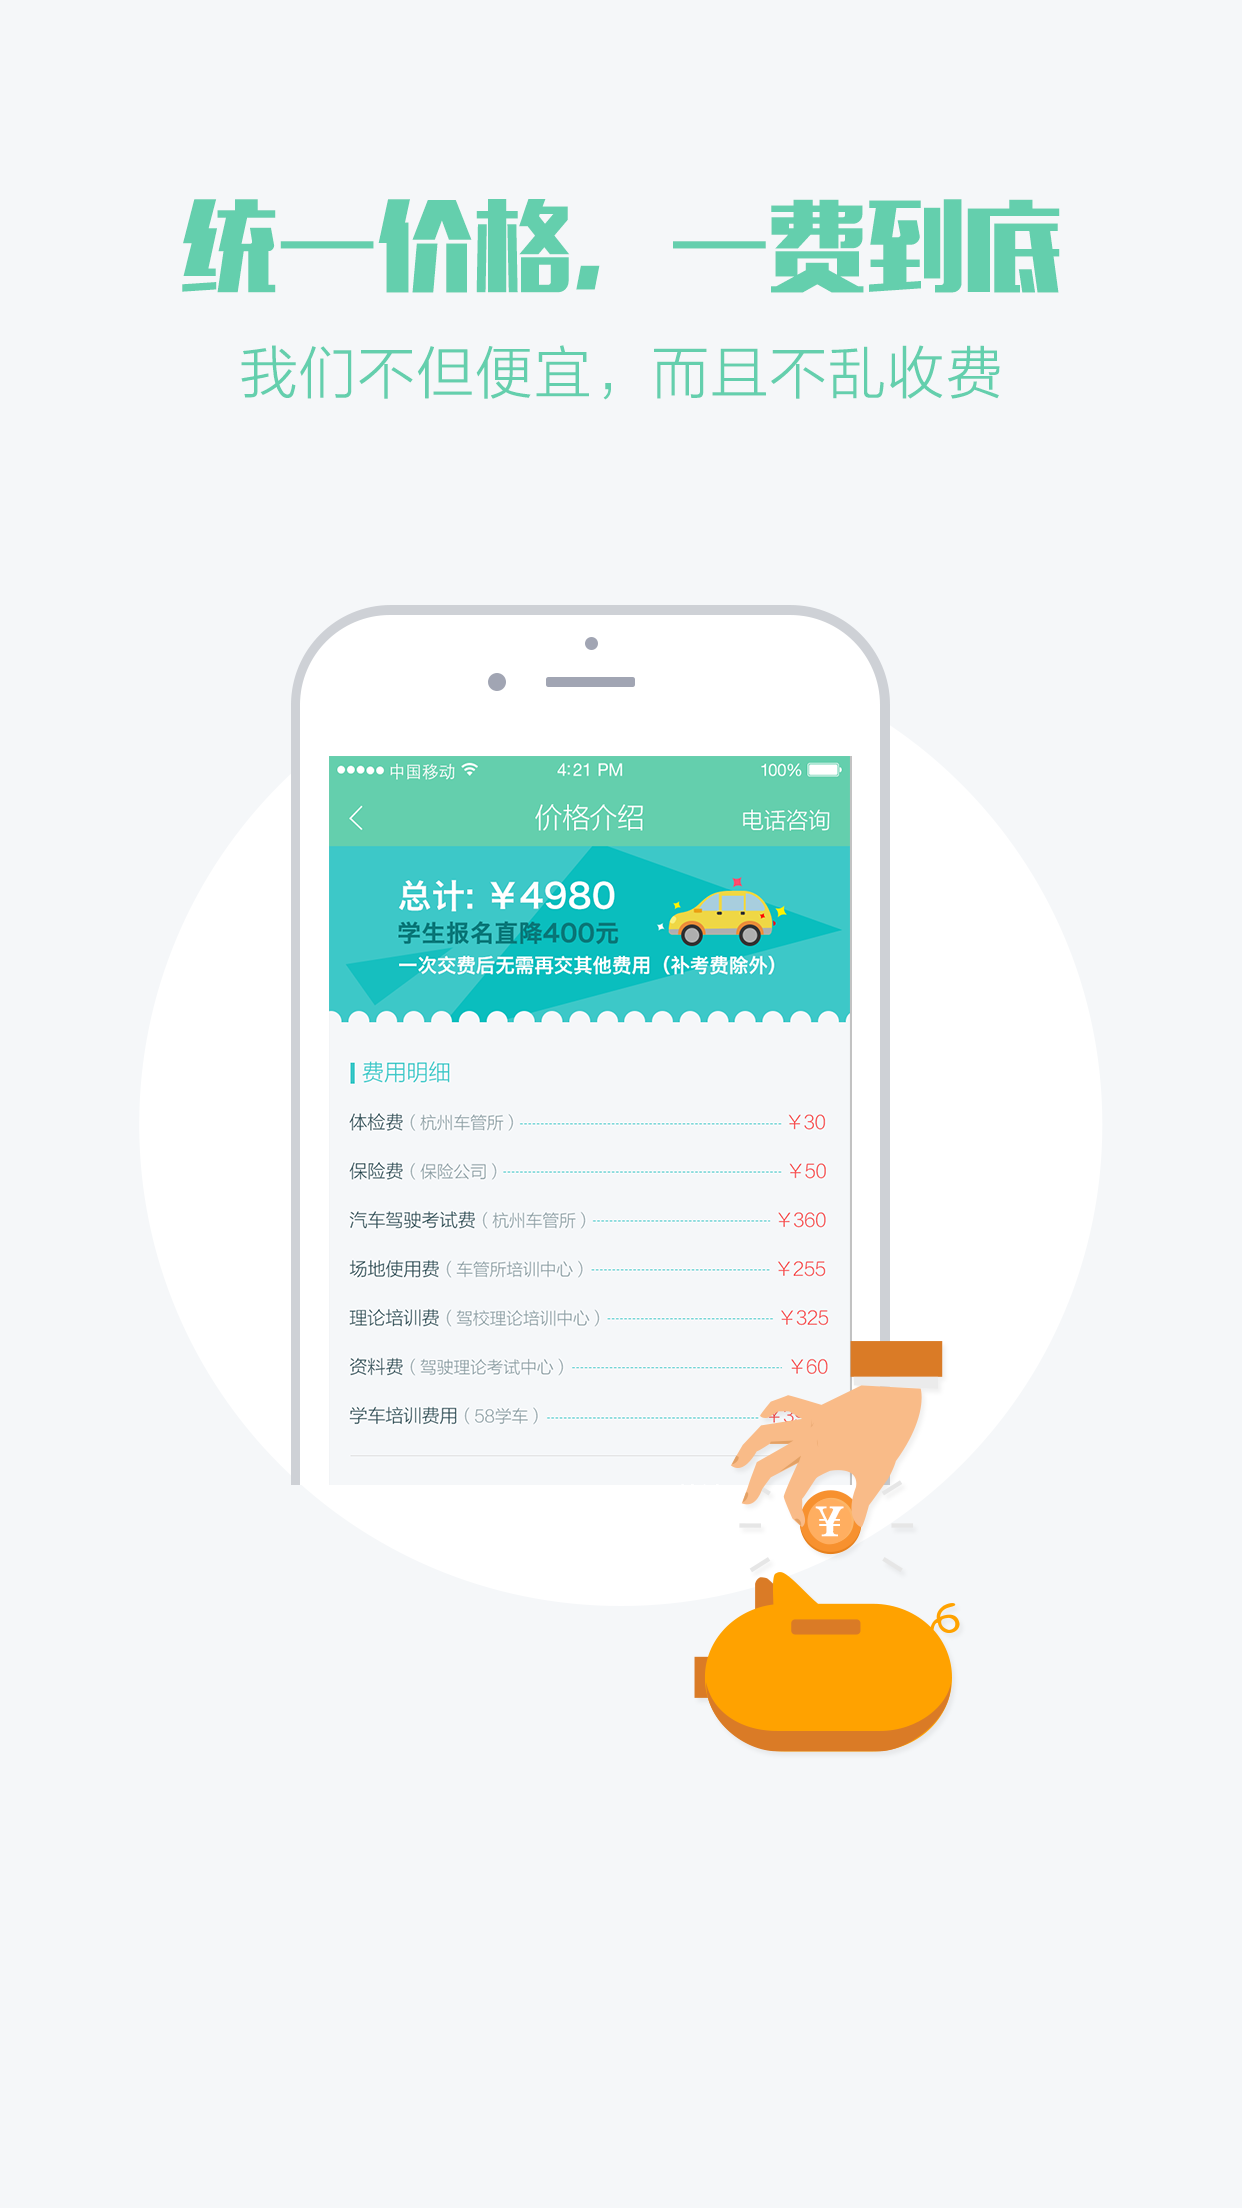 统一价格，一费到底
我们不但便宜，而且不乱收费
中国移动 4:21 PM 100%
价格介绍 电话咨询
总计：￥4980
学生报名直降400元
一次交费后无需再交其他费用（补考费除外）
费用明细
体检费（杭州车管所） ￥30
保险费（保险公司） ￥50
汽车驾驶考试费（杭州车管所） ￥360
场地使用费（车管所培训中心） ￥255
理论培训费（驾校理论培训中心） ￥325
资料费（驾驶理论考试中心） ￥60
学车培训费用（58学车）
¥